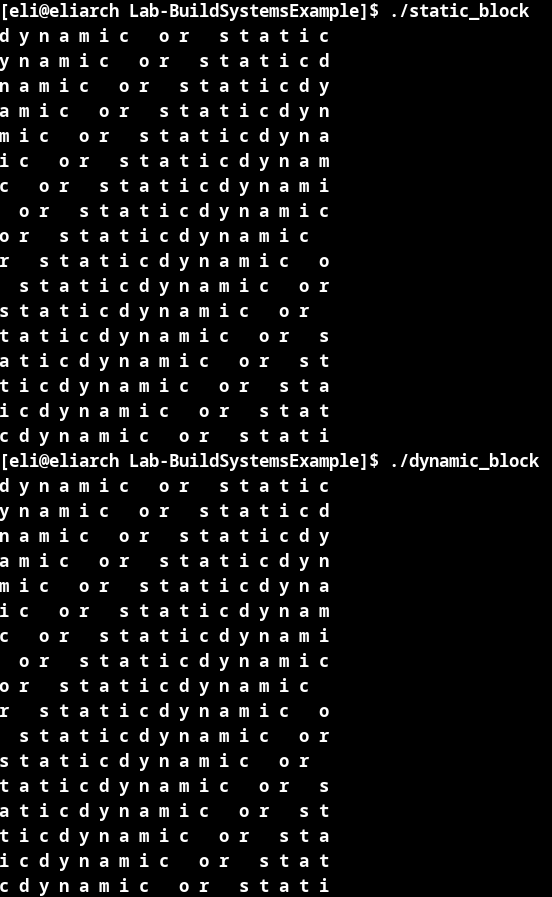 [eli@eliarch Lab-BuildSystemsExample]$ ./static_block
d y n a m i c   o r   s t a t i c
y n a m i c   o r   s t a t i c d
n a m i c   o r   s t a t i c d y
a m i c   o r   s t a t i c d y n
m i c   o r   s t a t i c d y n a
i c   o r   s t a t i c d y n a m
c   o r   s t a t i c d y n a m i
  o r   s t a t i c d y n a m i c
o r   s t a t i c d y n a m i c
r   s t a t i c d y n a m i c   o
  s t a t i c d y n a m i c   o r
s t a t i c d y n a m i c   o r
t a t i c d y n a m i c   o r   s
a t i c d y n a m i c   o r   s t
t i c d y n a m i c   o r   s t a
i c d y n a m i c   o r   s t a t
c d y n a m i c   o r   s t a t i
[eli@eliarch Lab-BuildSystemsExample]$ ./dynamic_block
d y n a m i c   o r   s t a t i c
y n a m i c   o r   s t a t i c d
n a m i c   o r   s t a t i c d y
a m i c   o r   s t a t i c d y n
m i c   o r   s t a t i c d y n a
i c   o r   s t a t i c d y n a m
c   o r   s t a t i c d y n a m i
  o r   s t a t i c d y n a m i c
o r   s t a t i c d y n a m i c
r   s t a t i c d y n a m i c   o
  s t a t i c d y n a m i c   o r
s t a t i c d y n a m i c   o r
t a t i c d y n a m i c   o r   s
a t i c d y n a m i c   o r   s t
t i c d y n a m i c   o r   s t a
i c d y n a m i c   o r   s t a t
c d y n a m i c   o r   s t a t i